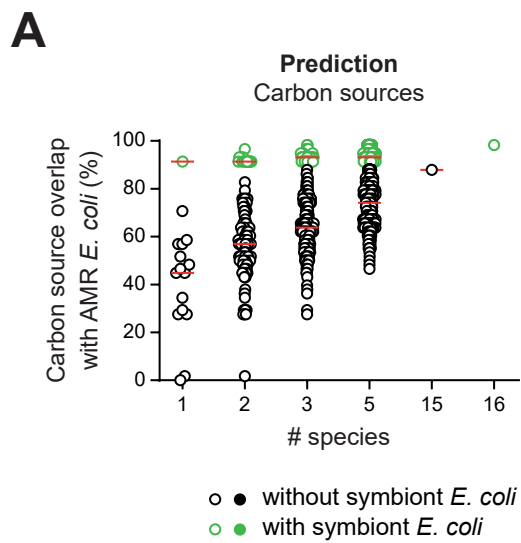 A
Prediction
Carbon sources
Carbon source overlap
with AMR E. coli (%)
100
80
60
40
20
0
1 2 3 5 15 16
# species
without symbiont E. coli
with symbiont E. coli